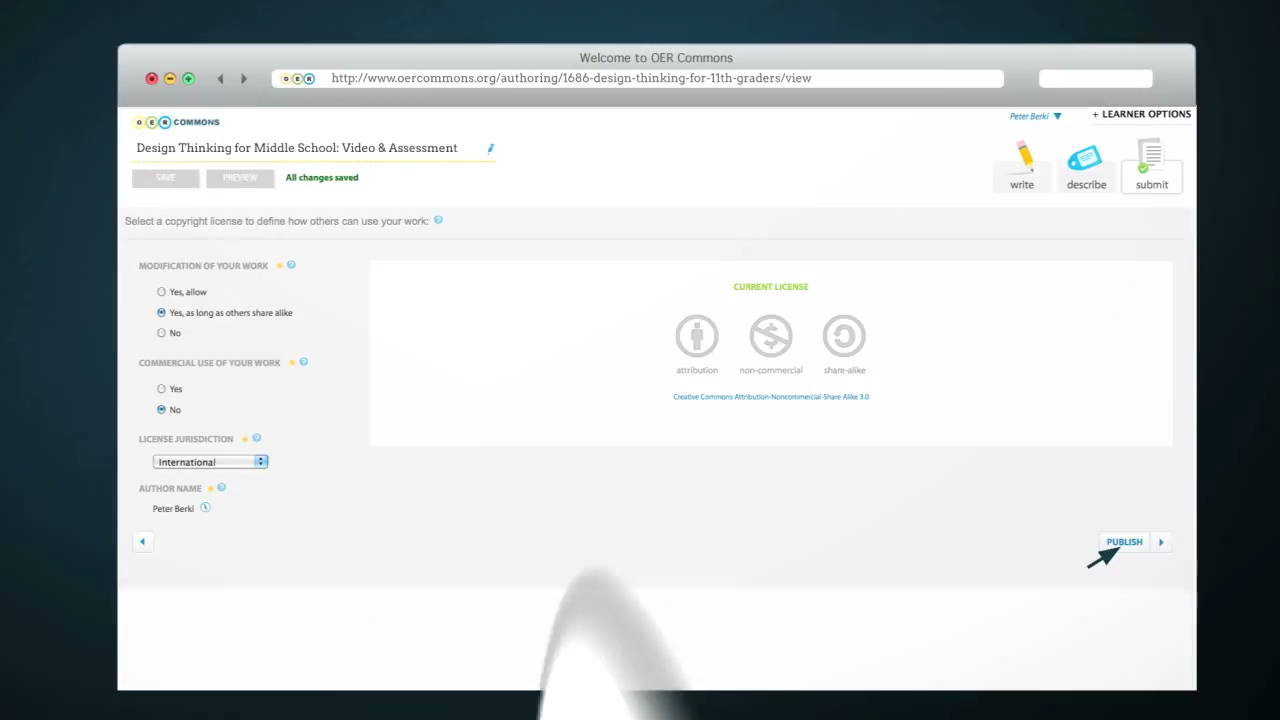 Welcome to OER Commons
OER http://www.oercommons.org/authoring/1686-design-thinking-for-11th-graders/view
OER COMMONS
Peter Berki
+ LEARNER OPTIONS
Design Thinking for Middle School: Video & Assessment
SAVE PREVIEW All changes saved
write describe submit
Select a copyright license to define how others can use your work:
MODIFICATION OF YOUR WORK
Yes, allow
Yes, as long as others share alike
No
COMMERCIAL USE OF YOUR WORK
Yes
No
LICENSE JURISDICTION
International
AUTHOR NAME
Peter Berki
CURRENT LICENSE
attribution non-commercial share-alike
Creative Commons Attribution-Noncommercial-Share Alike 3.0
PUBLISH